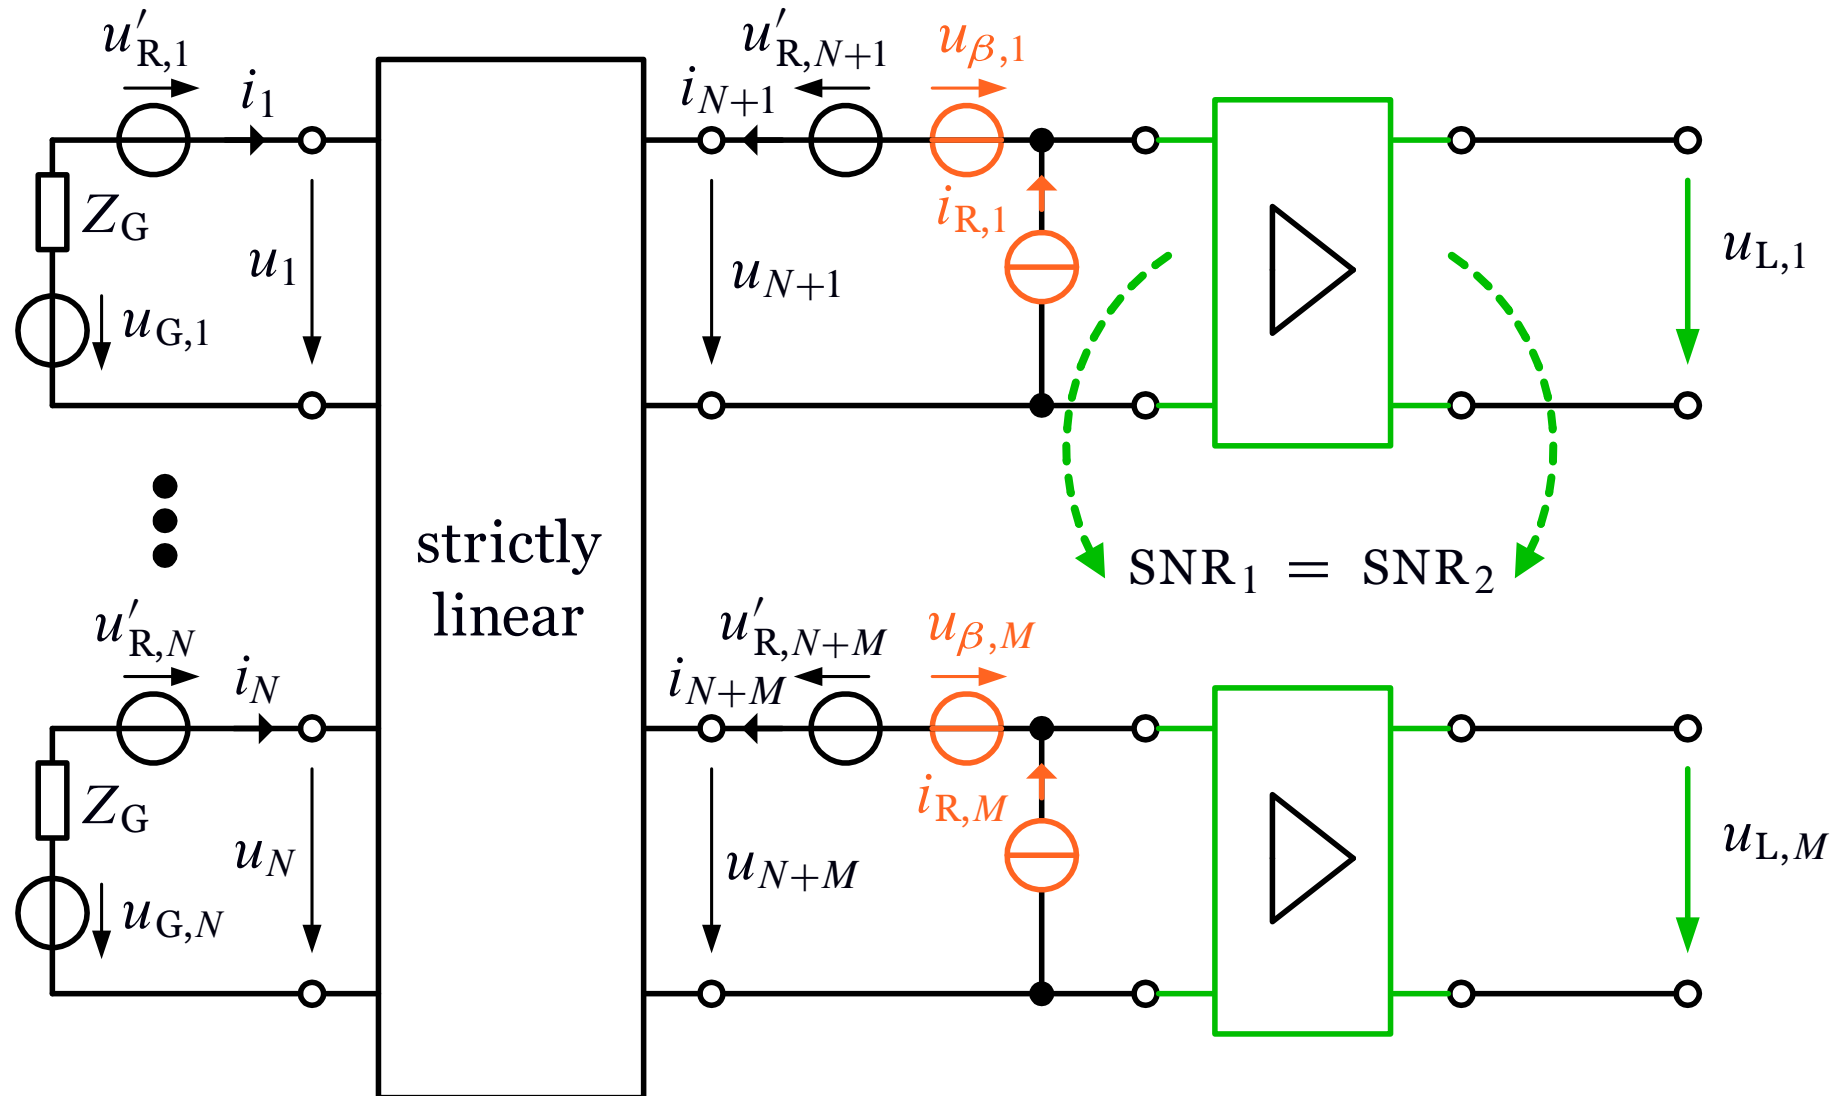 u′R,1
i1
u′R,N+1
uβ,1
iN+1
ZG
iR,1
uL,1
u1
uN+1
uG,1
strictly
linear
SNR1 = SNR2
u′R,N
u′R,N+M
uβ,M
iN
iN+M
ZG
iR,M
uL,M
uN
uN+M
uG,N